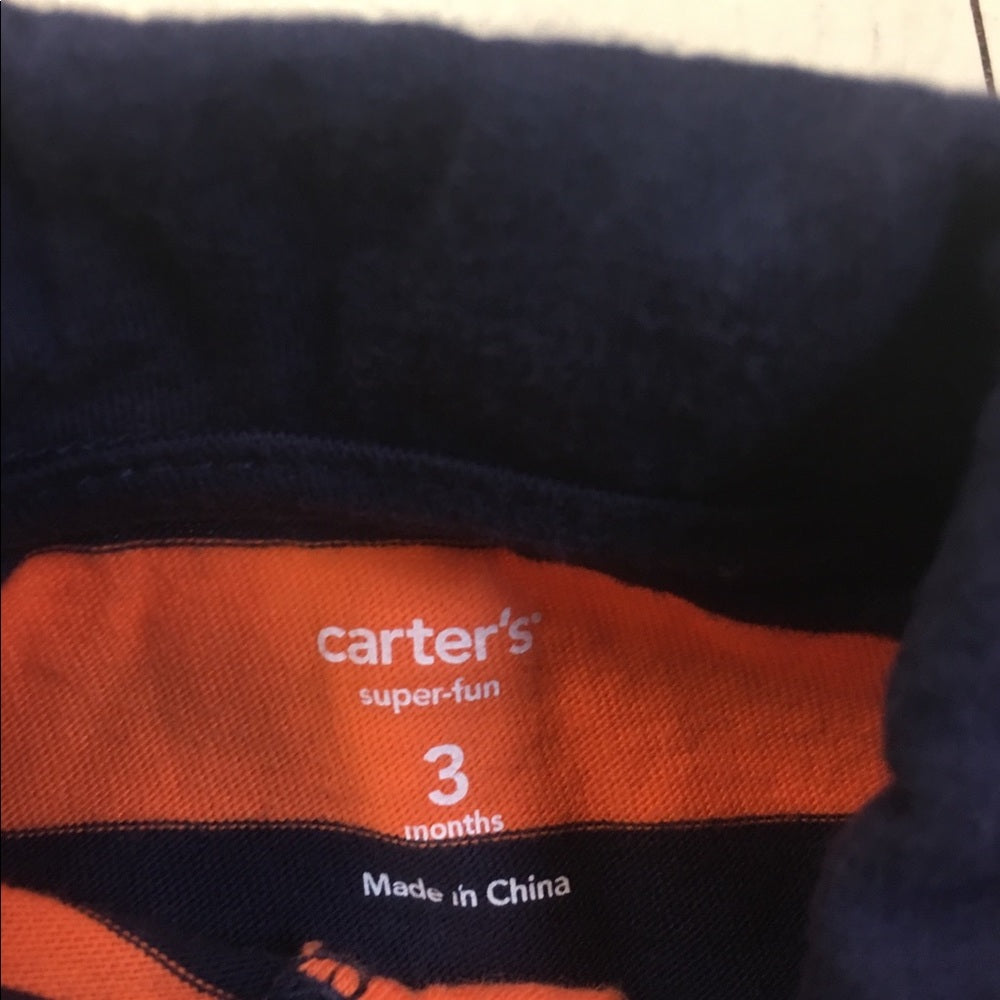 carter's
super-fun
3
months
Made in China